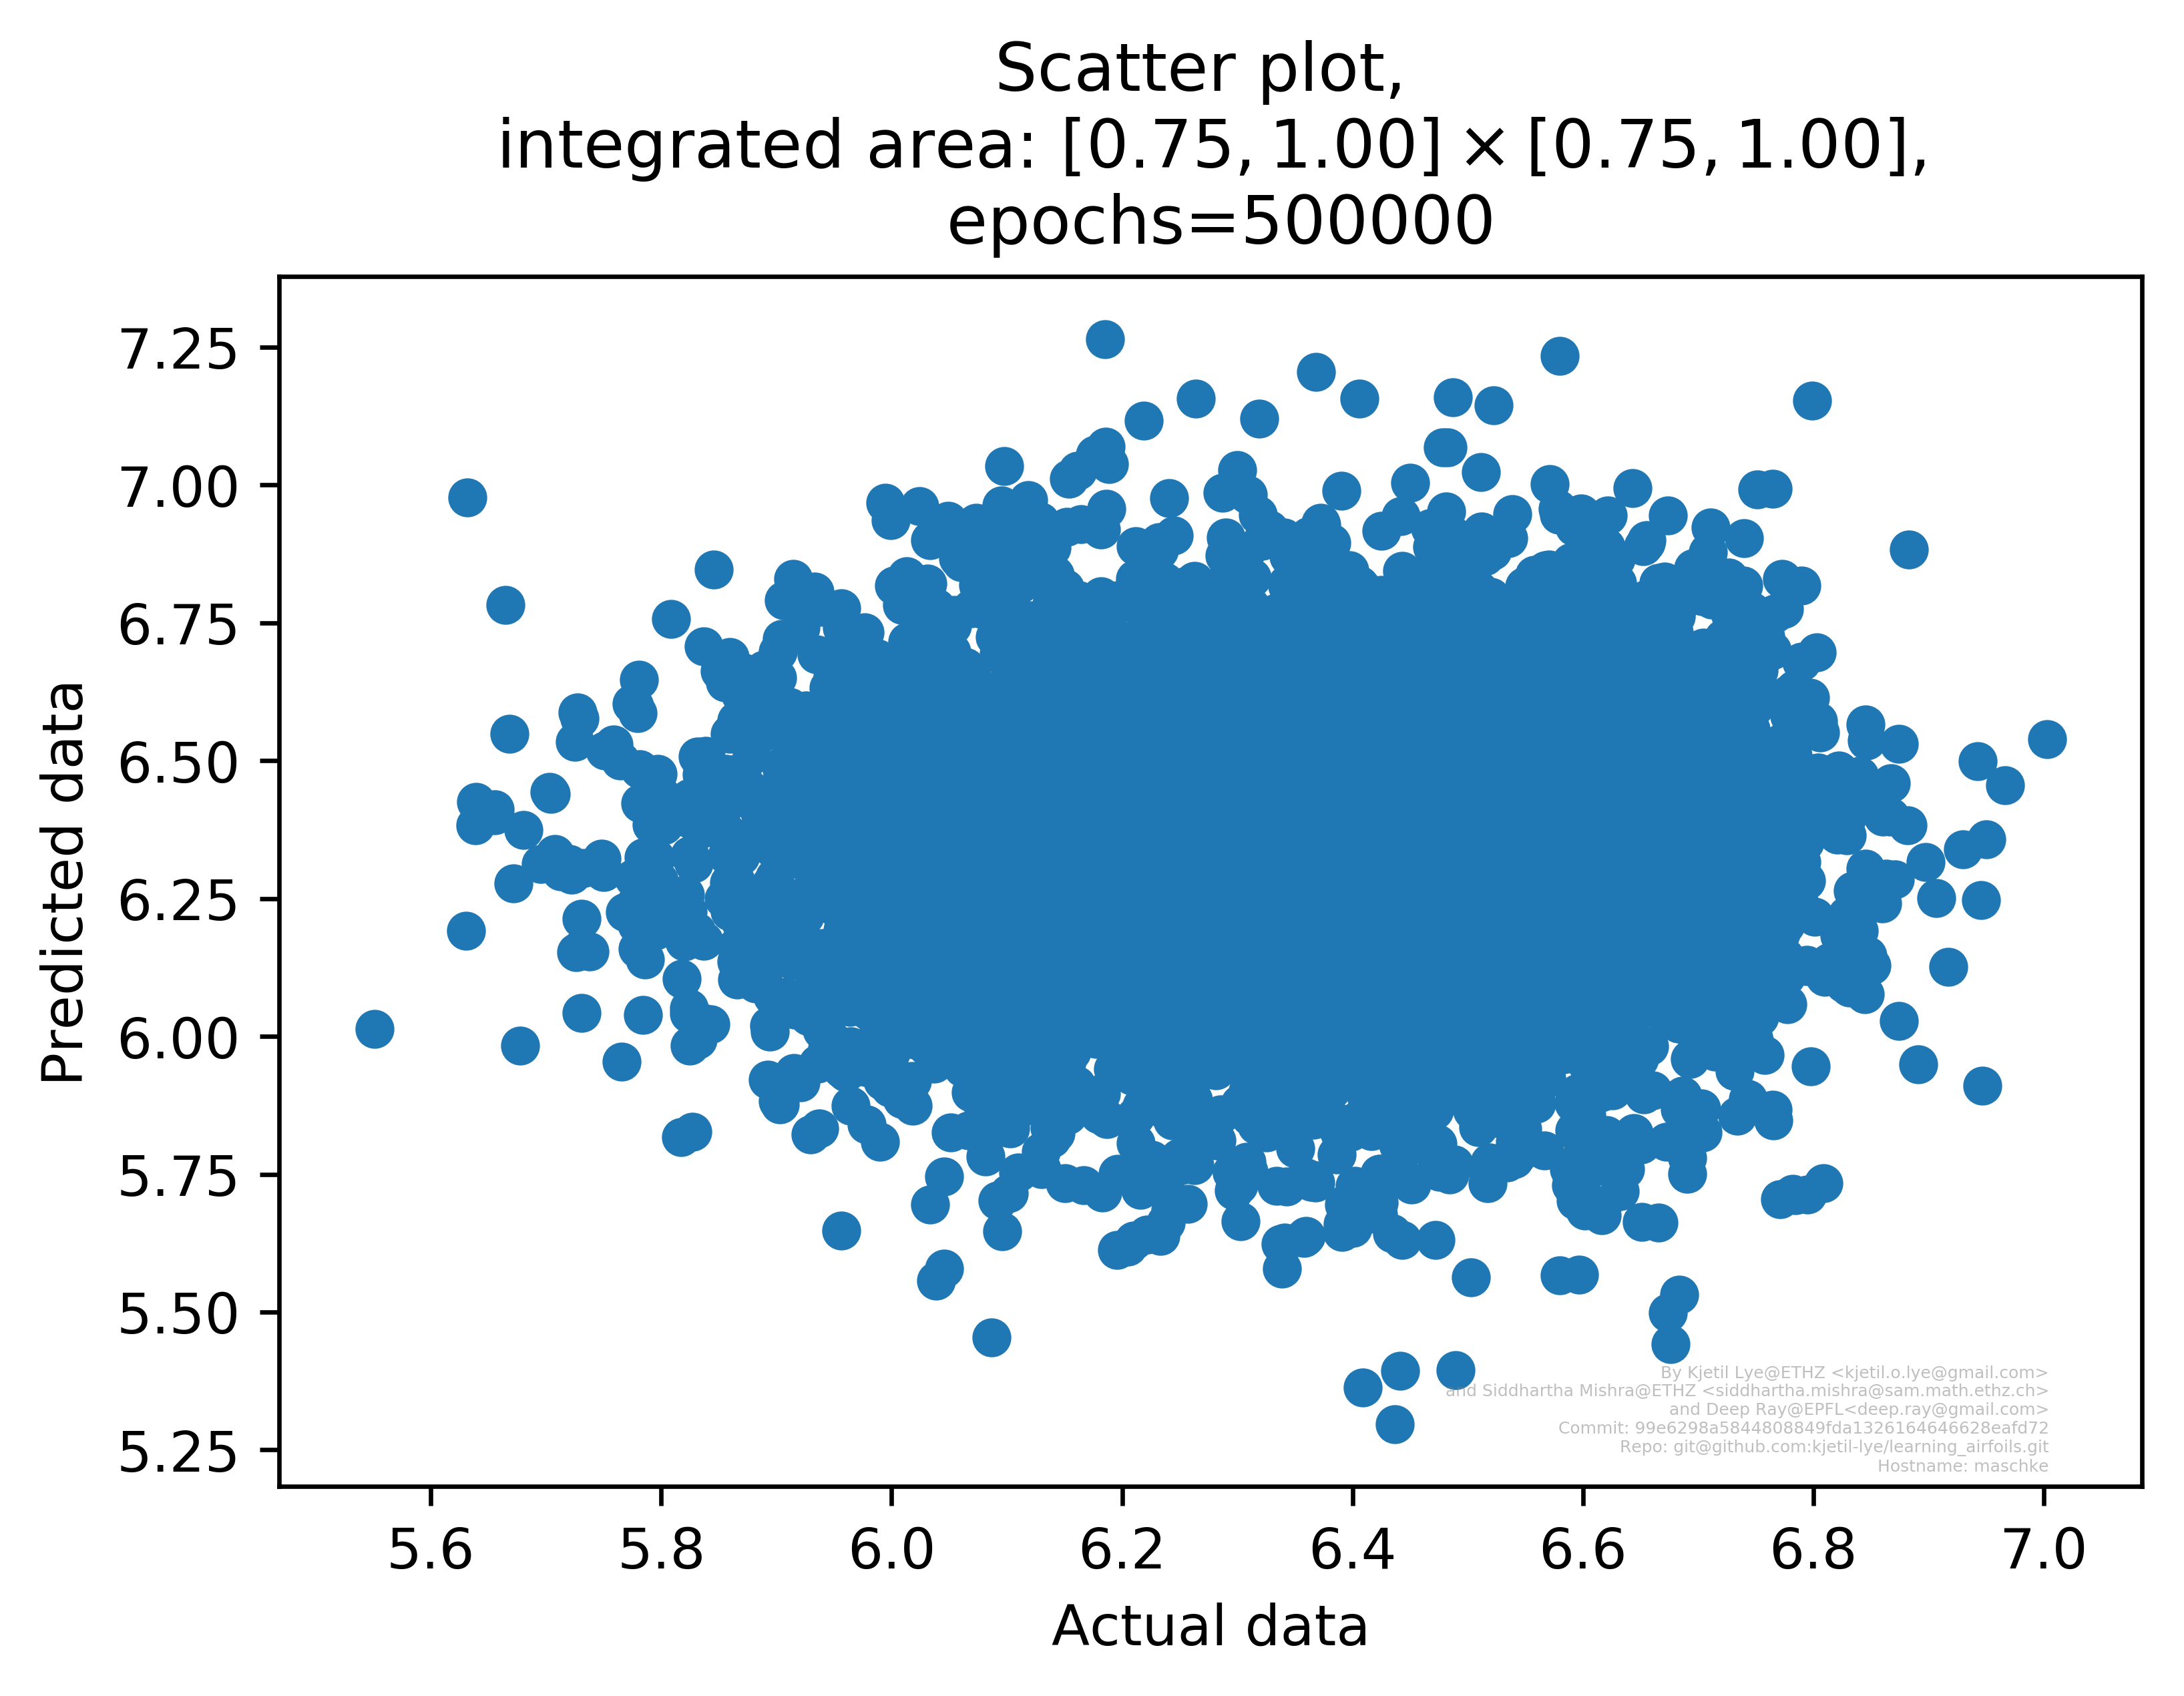 Scatter plot,
integrated area: [0.75, 1.00] × [0.75, 1.00],
epochs=500000
7.25
7.00
6.75
6.50
6.25
6.00
5.75
5.50
5.25
Predicted data
5.6 5.8 6.0 6.2 6.4 6.6 6.8 7.0
Actual data
By Kjetil Lye@ETHZ <kjetil.o.lye@gmail.com>
and Siddhartha Mishra@ETHZ <siddhartha.mishra@sam.math.ethz.ch>
and Deep Ray@EPFL<deep.ray@gmail.com>
Commit: 99e6298a5844808849fda1326164646628eafd72
Repo: git@github.com:kjetil-lye/learning_airfoils.git
Hostname: maschke